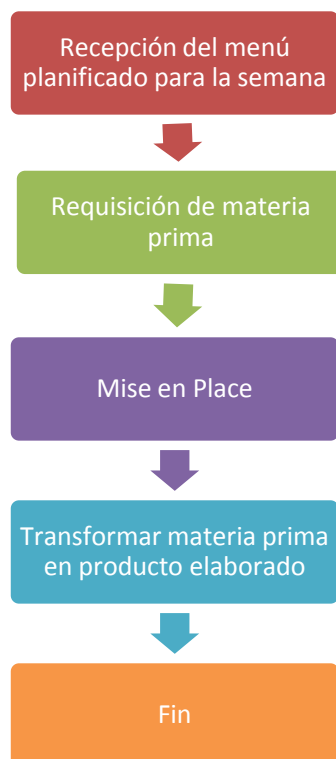 Recepción del menú
planificado para la semana
Requisición de materia
prima
Mise en Place
Transformar materia prima
en producto elaborado
Fin